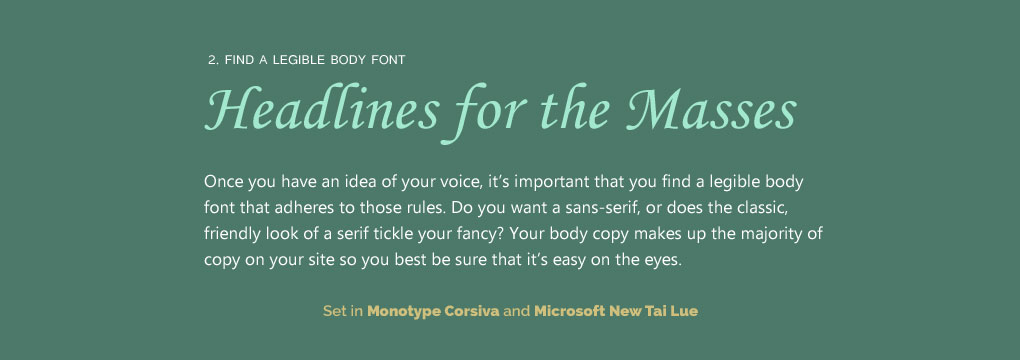 2. FIND A LEGIBLE BODY FONT
Headlines for the Masses
Once you have an idea of your voice, it's important that you find a legible body
font that adheres to those rules. Do you want a sans-serif, or does the classic,
friendly look of a serif tickle your fancy? Your body copy makes up the majority of
copy on your site so you best be sure that it's easy on the eyes.
Set in Monotype Corsiva and Microsoft New Tai Lue